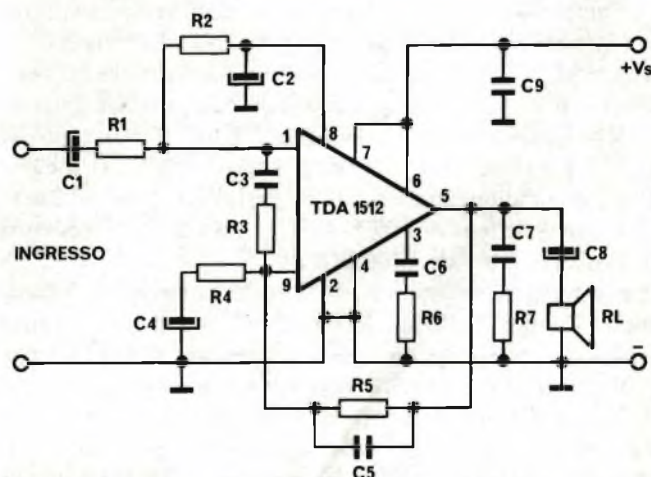 R2
C2
C9
+Vs
R1
C1
1
8
7
C3
6
TDA 1512
5
R3
3
INGRESSO
C7
C8
R4
C6
4
9
2
C4
R6
R7
RL
−
R5
C5